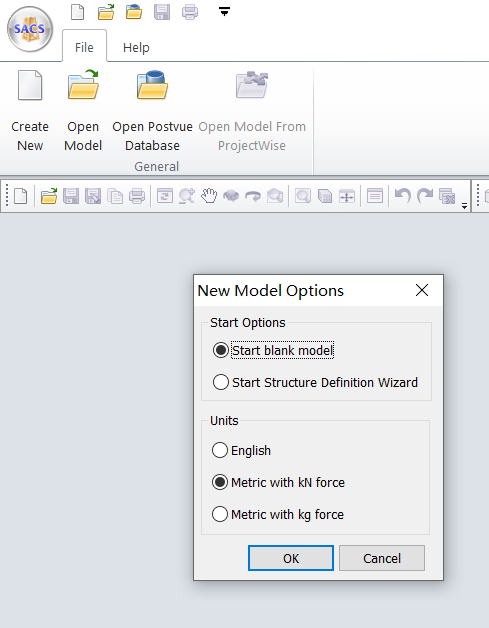 SACS
File Help
Create New
Open Model
Open Postvue Database
Open Model From ProjectWise
General
New Model Options
Start Options
Start blank model
Start Structure Definition Wizard
Units
English
Metric with kN force
Metric with kg force
OK Cancel